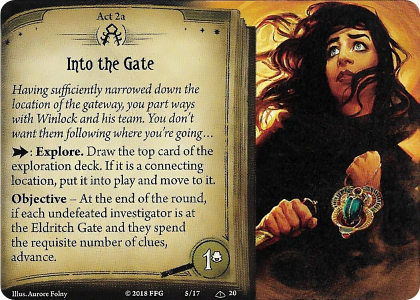 Act 2a
Into the Gate
Having sufficiently narrowed down the
location of the gateway, you part ways
with Winlock and his team. You don't
want them following where you're going…
: Explore. Draw the top card of the
exploration deck. If it is a connecting
location, put it into play and move to it.
Objective – At the end of the round,
if each undefeated investigator is at
the Eldritch Gate and they spend
the requisite number of clues,
advance.
1
Illus. Aurore Folny
© 2018 FFG
5/17
20